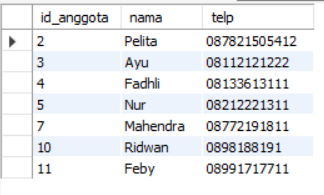 id_anggota nama telp
2 Pelita 087821505412
3 Ayu 08112121222
4 Fadhli 08133613111
5 Nur 08212221311
7 Mahendra 08772191811
10 Ridwan 0898188191
11 Feby 08991717711